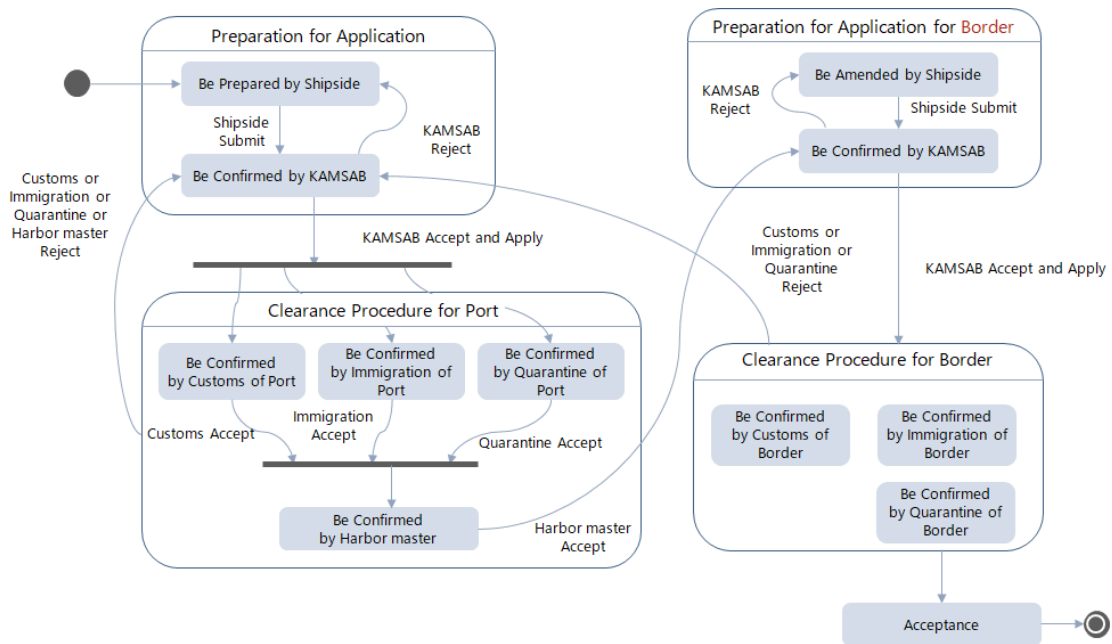 Preparation for Application
Be Prepared by Shipside
Shipside
Submit
KAMSAB
Reject
Be Confirmed by KAMSAB
Customs or
Immigration or
Quarantine or
Harbor master
Reject
KAMSAB Accept and Apply
Clearance Procedure for Port
Be Confirmed
by Customs of Port
Be Confirmed
by Immigration of
Port
Be Confirmed
by Quarantine of
Port
Customs Accept
Immigration
Accept
Quarantine Accept
Be Confirmed
by Harbor master
Harbor master
Accept
Preparation for Application for Border
Be Amended by Shipside
KAMSAB
Reject
Shipside Submit
Be Confirmed by KAMSAB
Customs or
Immigration or
Quarantine
Reject
KAMSAB Accept and Apply
Clearance Procedure for Border
Be Confirmed
by Customs of
Border
Be Confirmed
by Immigration of
Border
Be Confirmed
by Quarantine of
Border
Acceptance